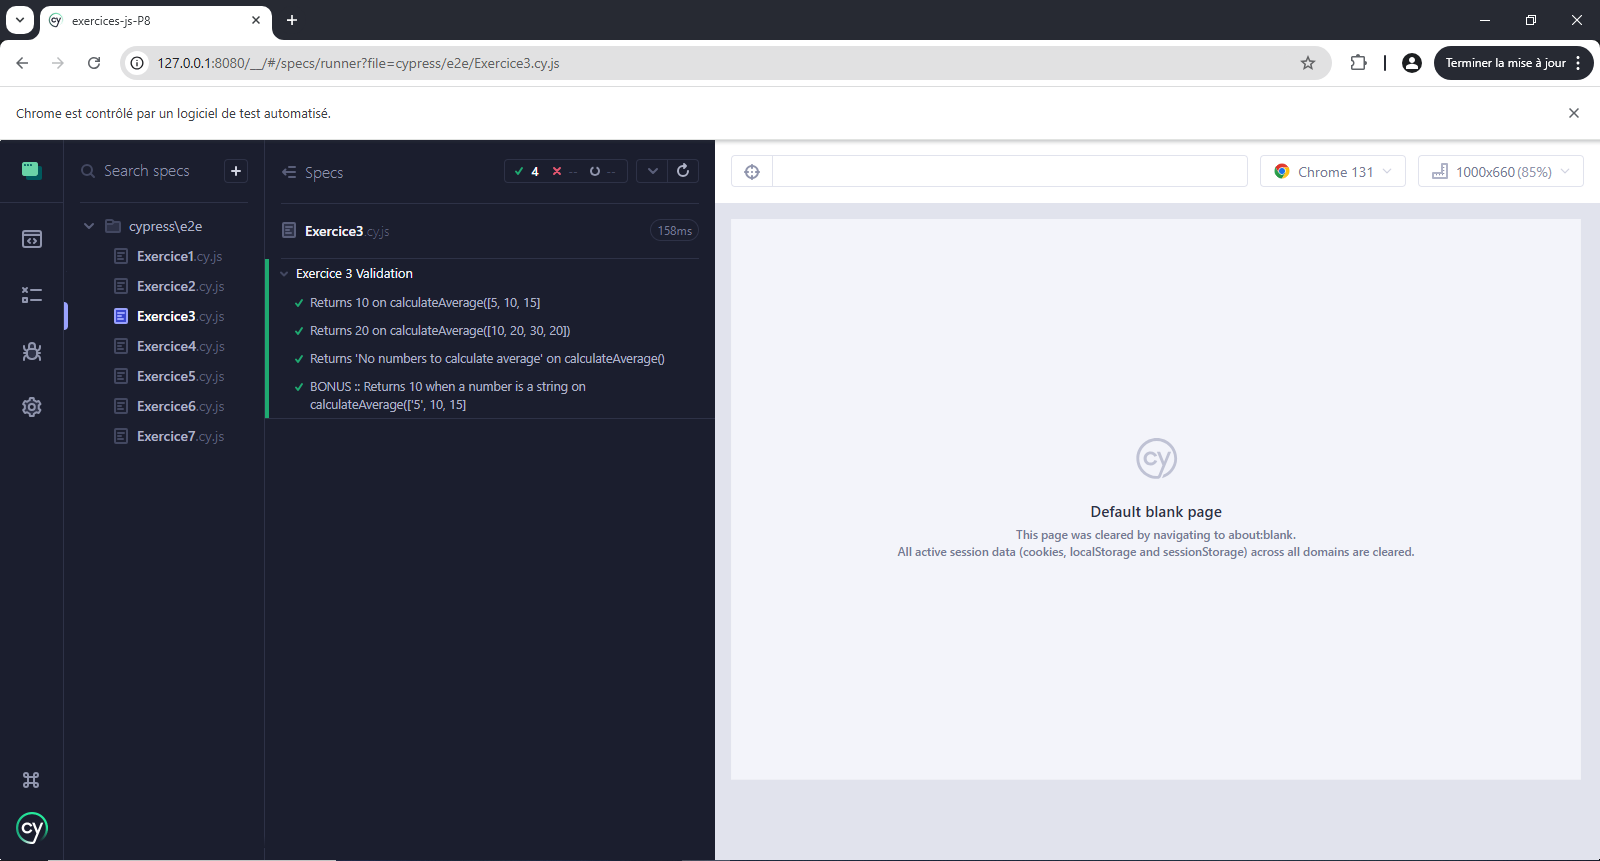 exercices-js-P8
127.0.0.1:8080/__/#/specs/runner?file=cypress/e2e/Exercice3.cy.js
Terminer la mise à jour
Chrome est contrôlé par un logiciel de test automatisé.
Search specs
cypress\e2e
Exercice1.cy.js
Exercice2.cy.js
Exercice3.cy.js
Exercice4.cy.js
Exercice5.cy.js
Exercice6.cy.js
Exercice7.cy.js
Specs
4 -- --
Exercice3.cy.js 158ms
Exercice 3 Validation
Returns 10 on calculateAverage([5, 10, 15]
Returns 20 on calculateAverage([10, 20, 30, 20])
Returns 'No numbers to calculate average' on calculateAverage()
BONUS :: Returns 10 when a number is a string on
calculateAverage(['5', 10, 15]
Chrome 131
1000x660 (85%)
cy
Default blank page
This page was cleared by navigating to about:blank.
All active session data (cookies, localStorage and sessionStorage) across all domains are cleared.
cy